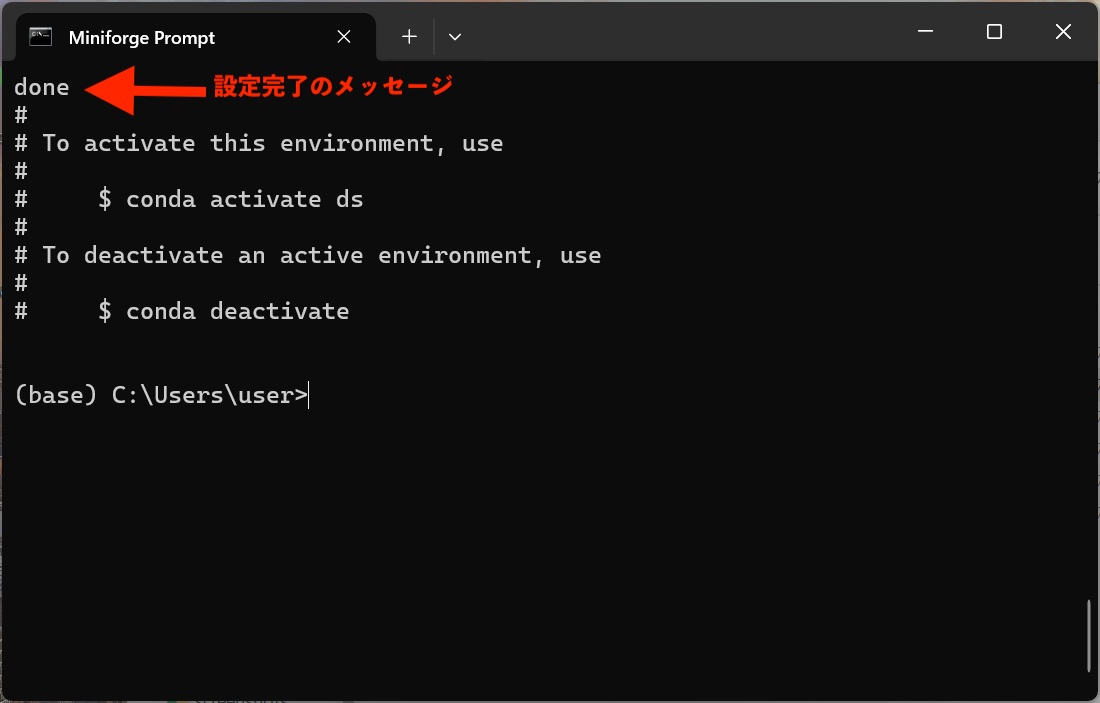 Miniforge Prompt
done 設定完了のメッセージ
#
# To activate this environment, use
#
#     $ conda activate ds
#
# To deactivate an active environment, use
#
#     $ conda deactivate
(base) C:\Users\user>